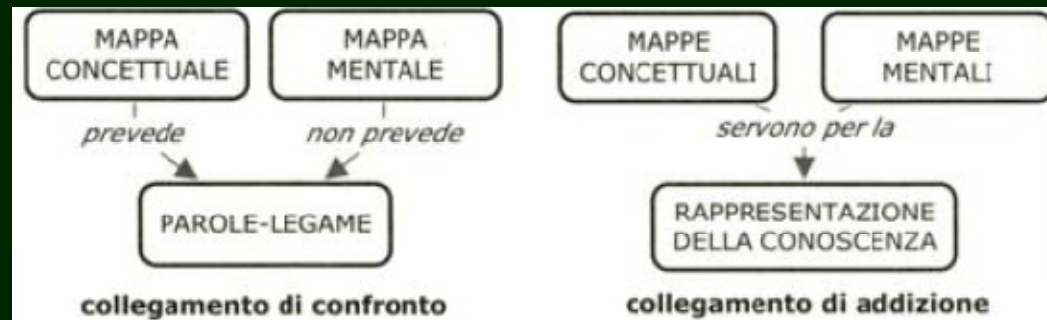 MAPPA
CONCETTUALE
MAPPA
MENTALE
prevede
non prevede
PAROLE-LEGAME
collegamento di confronto
MAPPE
CONCETTUALI
MAPPE
MENTALI
servono per la
RAPPRESENTAZIONE
DELLA CONOSCENZA
collegamento di addizione